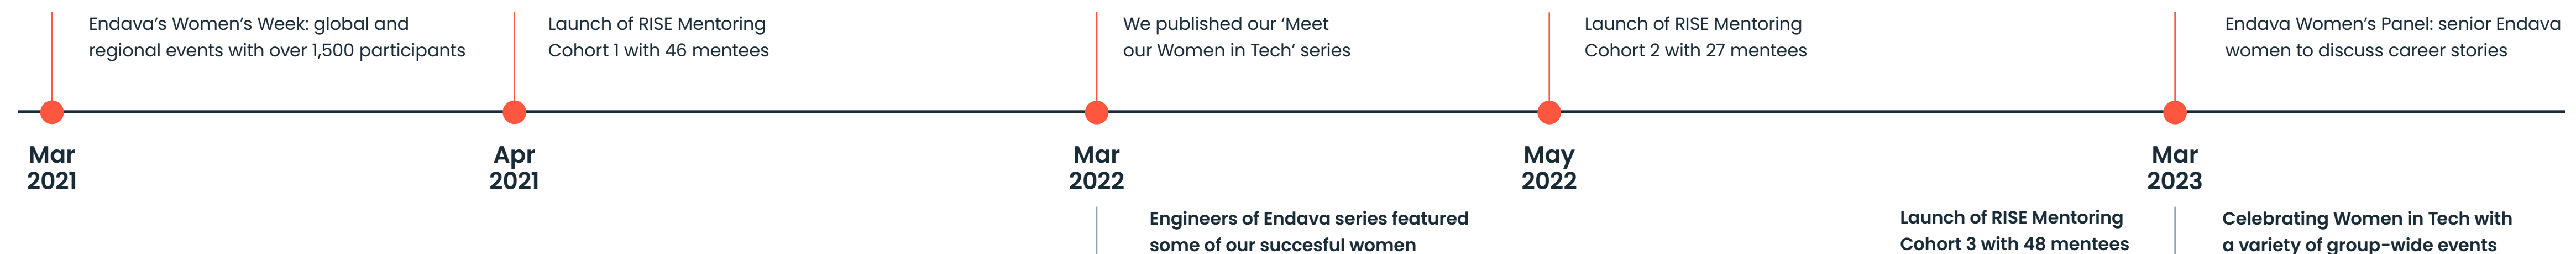 Endava’s Women’s Week: global and
regional events with over 1,500 participants
Launch of RISE Mentoring
Cohort 1 with 46 mentees
We published our ‘Meet
our Women in Tech’ series
Launch of RISE Mentoring
Cohort 2 with 27 mentees
Endava Women’s Panel: senior Endava
women to discuss career stories
Mar
2021
Apr
2021
Mar
2022
May
2022
Mar
2023
Engineers of Endava series featured
some of our succesful women
Launch of RISE Mentoring
Cohort 3 with 48 mentees
Celebrating Women in Tech with
a variety of group-wide events